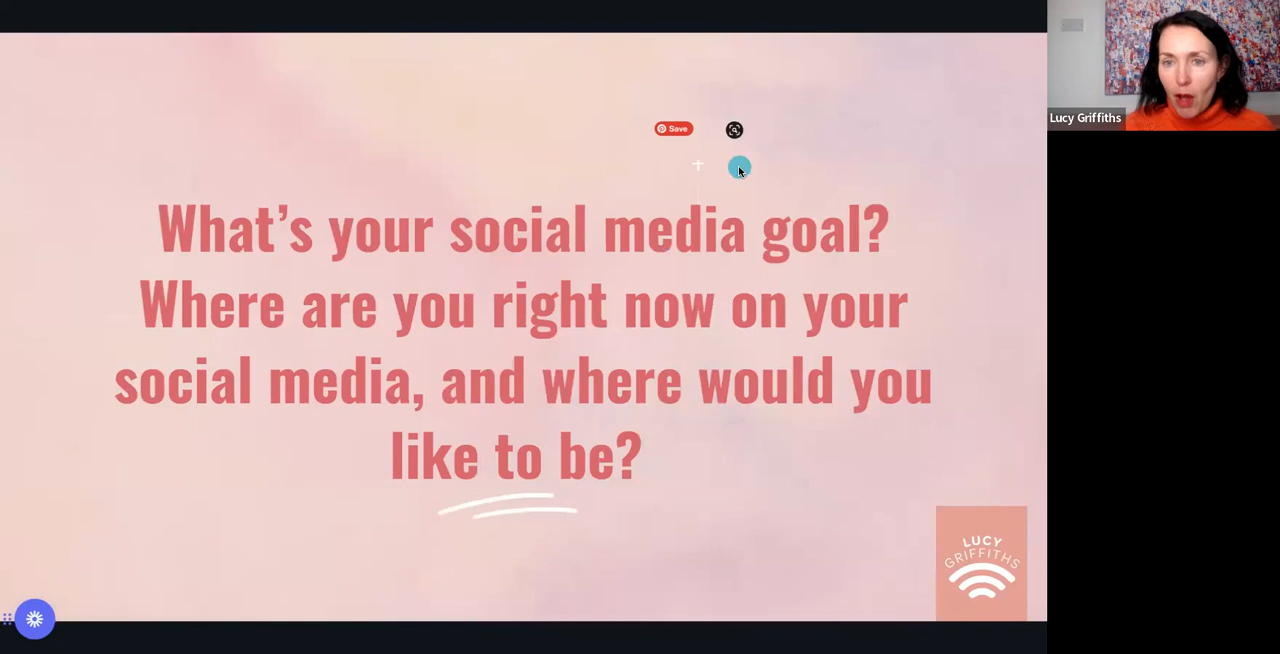 Save
Lucy Griffiths
What's your social media goal?
Where are you right now on your
social media, and where would you
like to be?
LUCY
GRIFFITHS